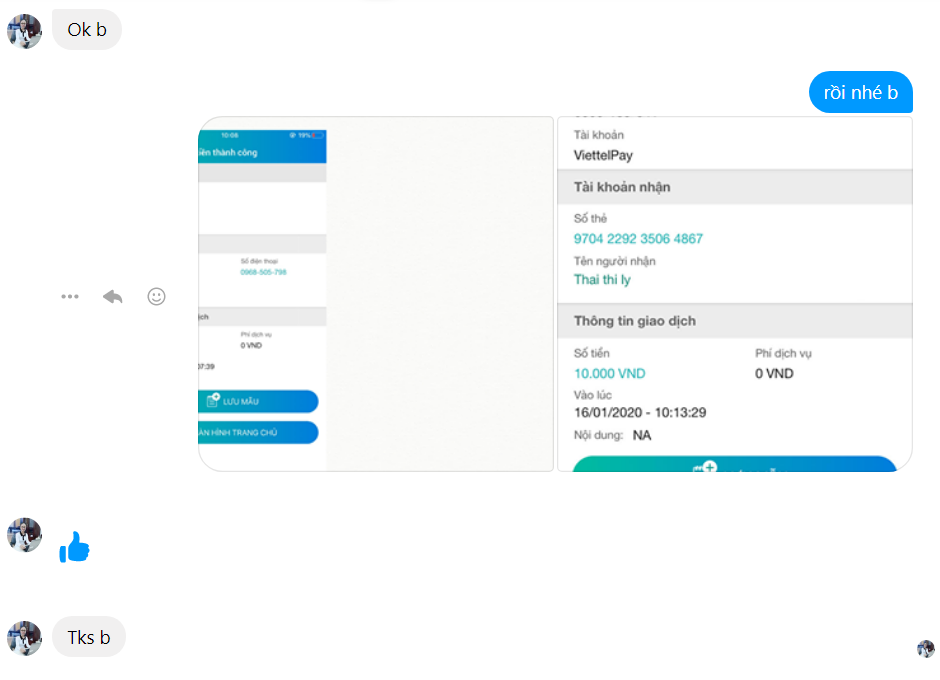 Ok b
rồi nhé b
10:08
19%
iền thành công
Số điện thoại
0968-505-798
ịch
Phí dịch vụ
0 VND
07:39
LƯU MẪU
ÀN HÌNH TRANG CHỦ
Tài khoản
ViettelPay
Tài khoản nhận
Số thẻ
9704 2292 3506 4867
Tên người nhận
Thai thi ly
Thông tin giao dịch
Số tiền
Phí dịch vụ
10.000 VND
0 VND
Vào lúc
16/01/2020 - 10:13:29
Nội dung: NA
Tks b